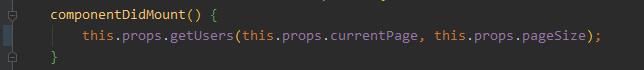 componentDidMount() {
    this.props.getUsers(this.props.currentPage, this.props.pageSize);
}